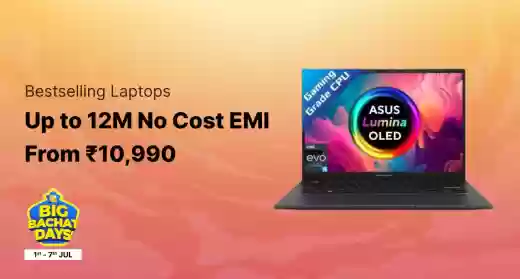 Bestselling Laptops
Up to 12M No Cost EMI
From ₹10,990
BIG
BACHAT
DAYS
1ST - 7TH JUL
Gaming
Grade CPU
ASUS
Lumina
OLED
intel
evo